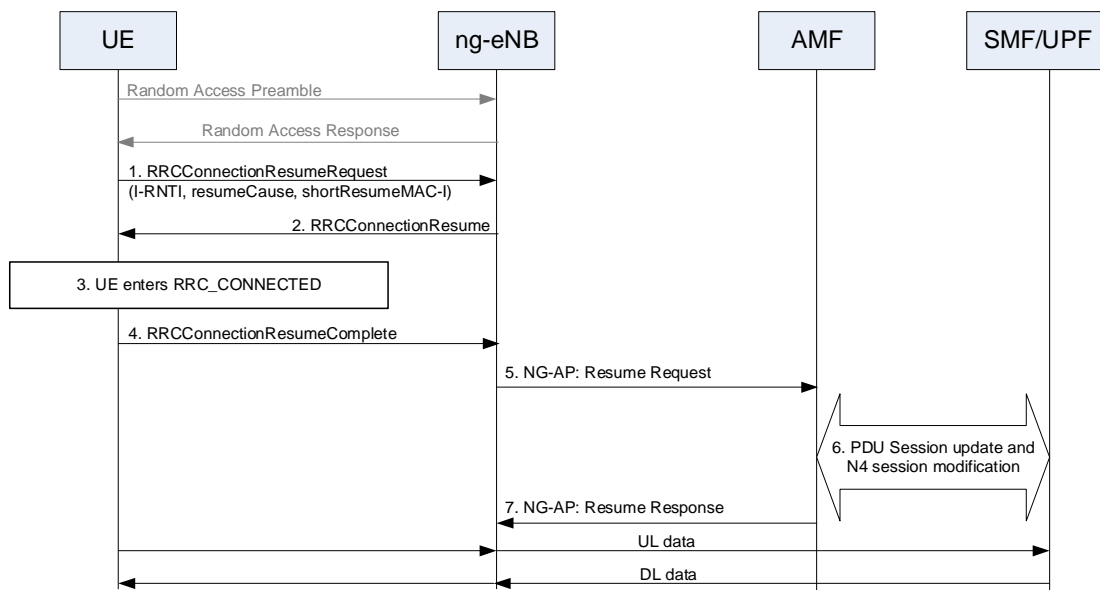 UE
ng-eNB
AMF
SMF/UPF
Random Access Preamble
Random Access Response
1. RRCConnectionResumeRequest
(I-RNTI, resumeCause, shortResumeMAC-I)
2. RRCConnectionResume
3. UE enters RRC_CONNECTED
4. RRCConnectionResumeComplete
5. NG-AP: Resume Request
6. PDU Session update and
N4 session modification
7. NG-AP: Resume Response
UL data
DL data